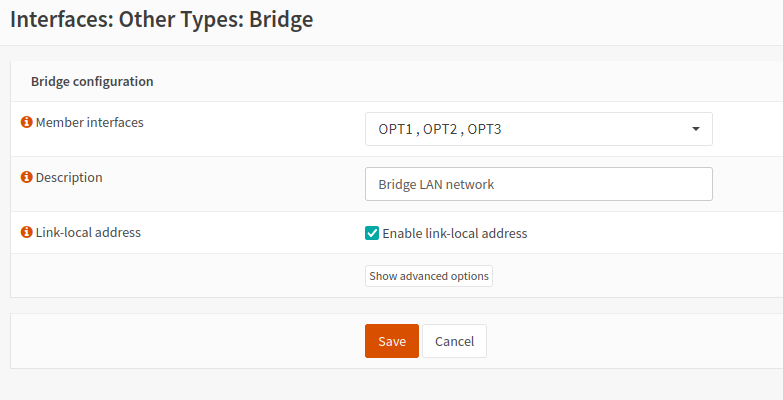 Interfaces: Other Types: Bridge
Bridge configuration
Member interfaces
OPT1 , OPT2 , OPT3
Description
Bridge LAN network
Link-local address
Enable link-local address
Show advanced options
Save
Cancel